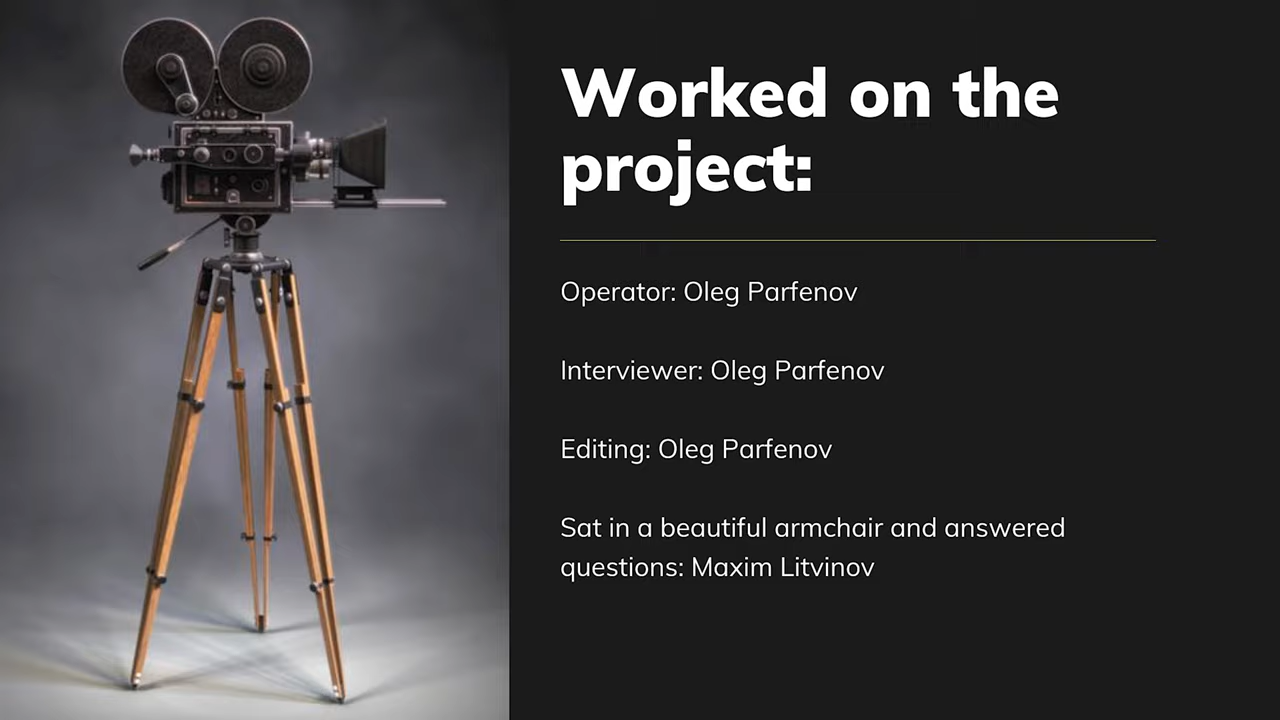 Worked on the
project:
Operator: Oleg Parfenov
Interviewer: Oleg Parfenov
Editing: Oleg Parfenov
Sat in a beautiful armchair and answered
questions: Maxim Litvinov